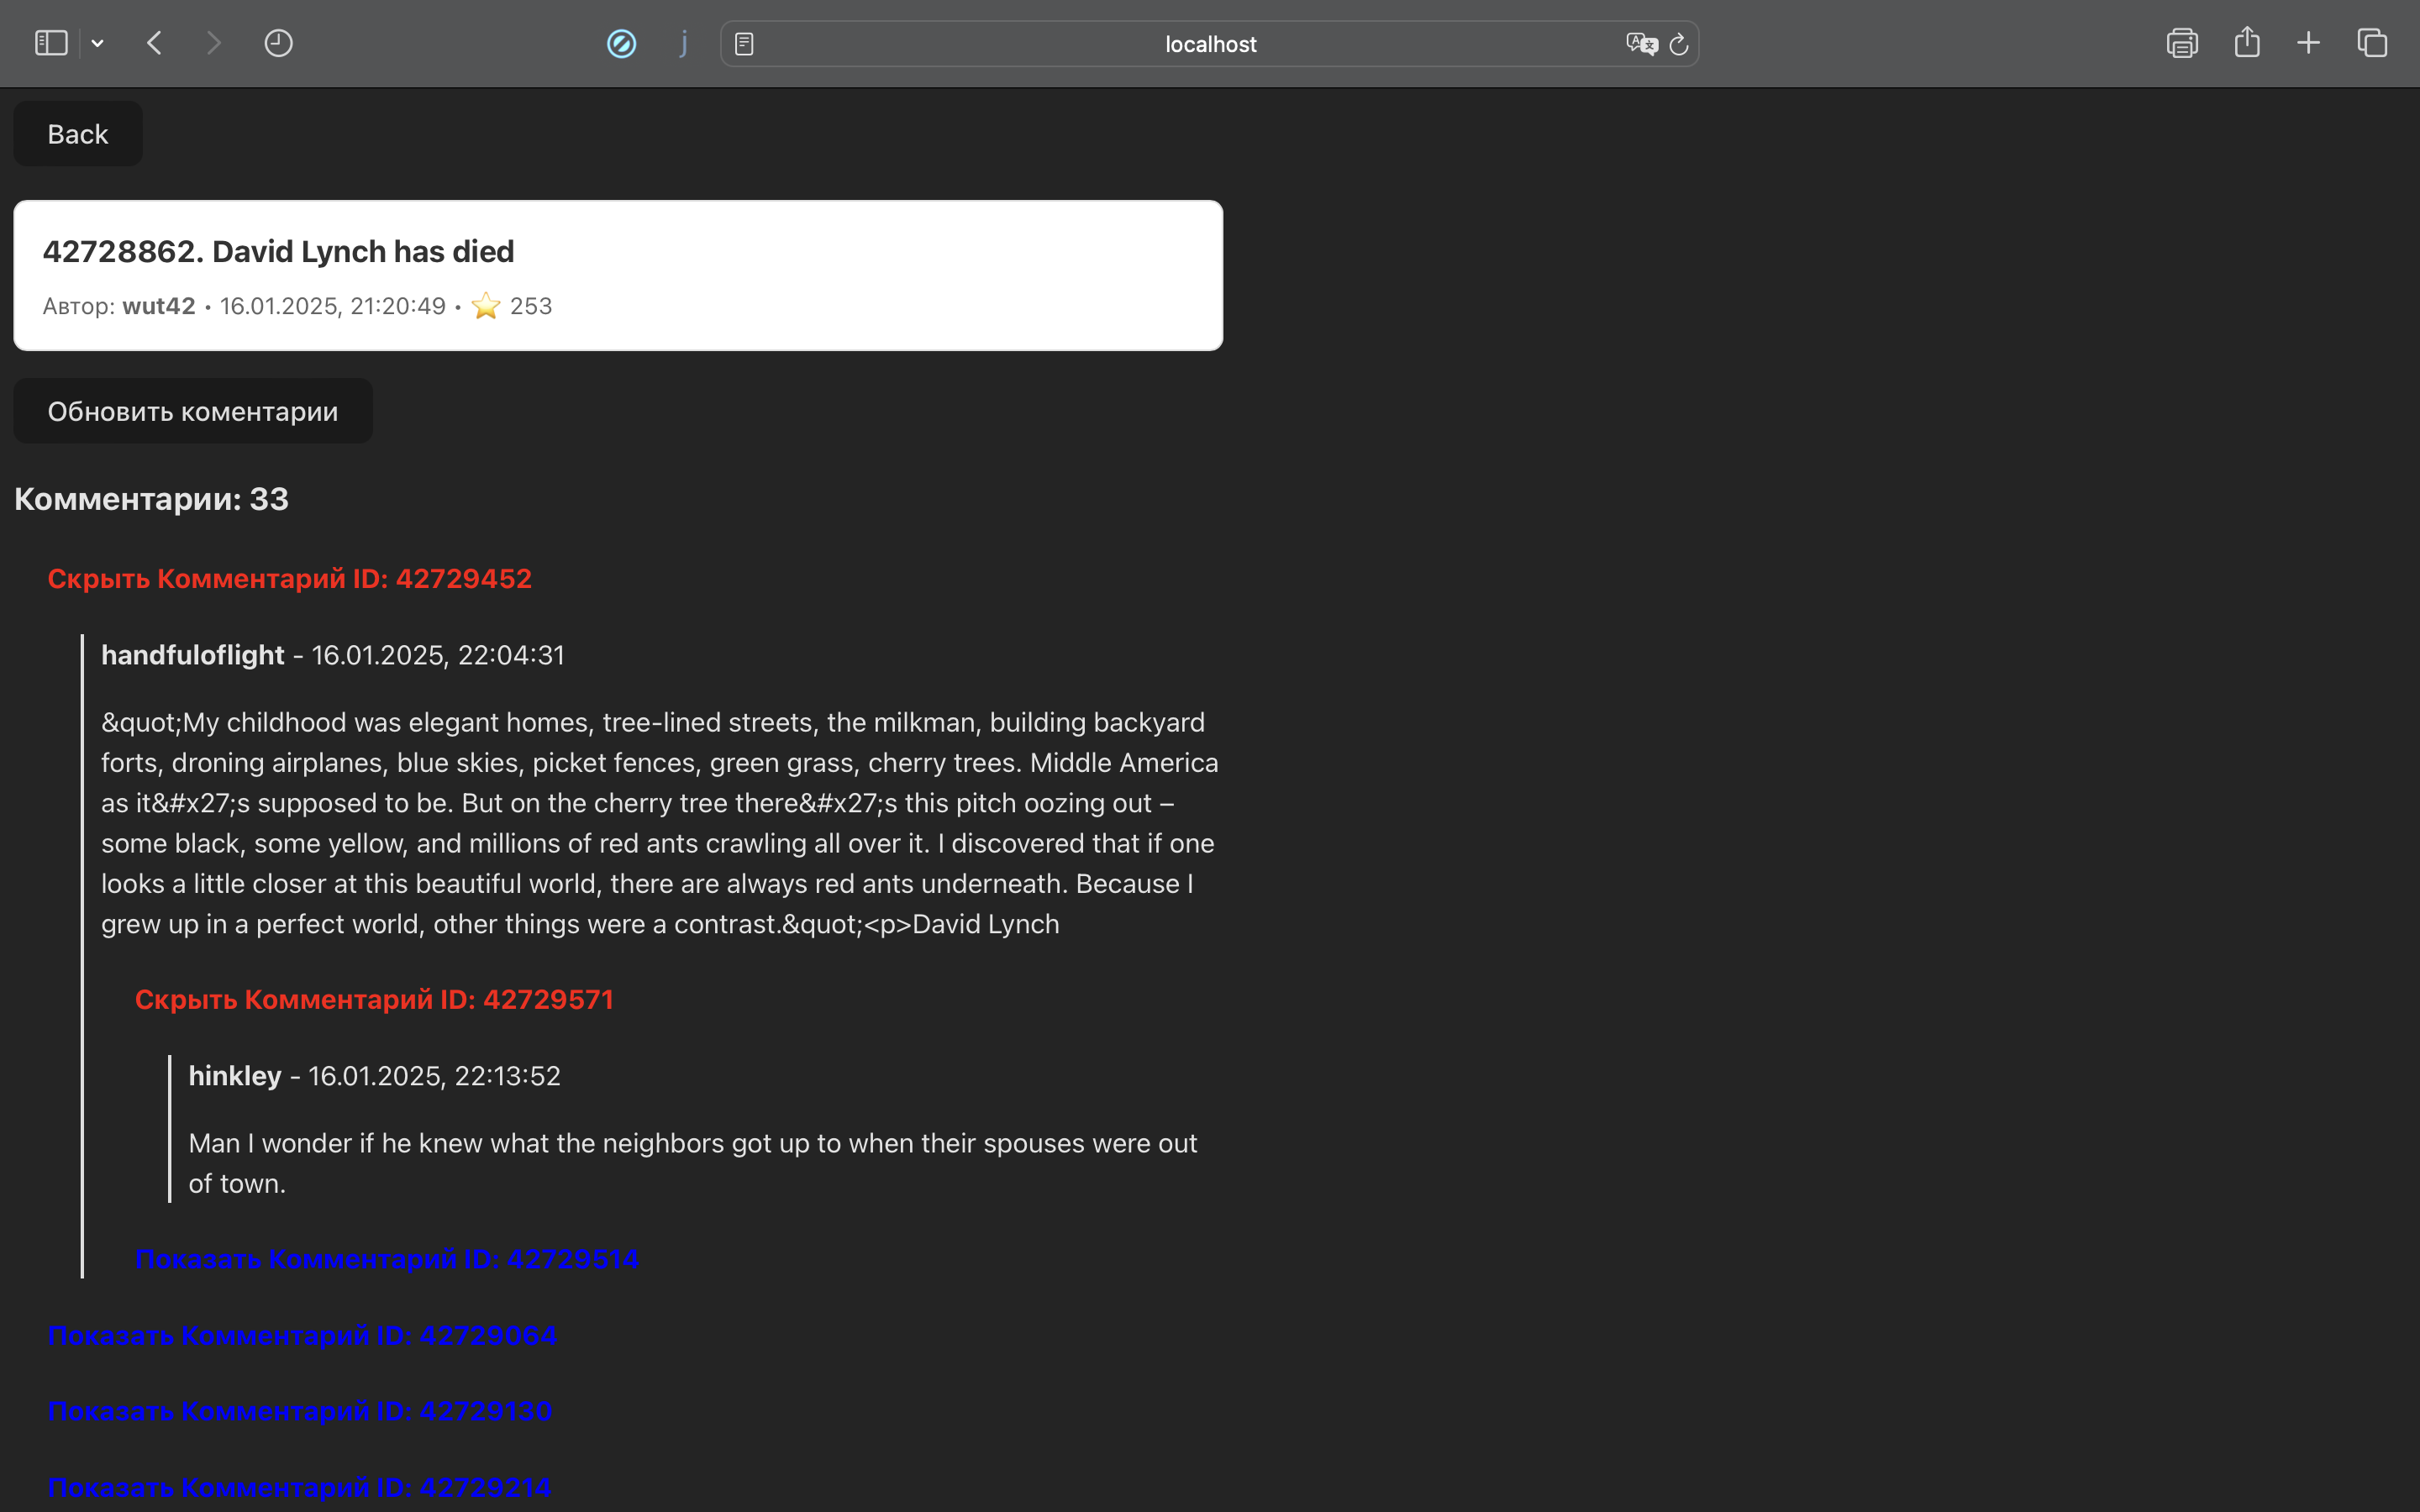 localhost
Back
42728862. David Lynch has died
Автор: wut42 • 16.01.2025, 21:20:49 • ⭐ 253
Обновить коментарии
Комментарии: 33
Скрыть Комментарий ID: 42729452
handfuloflight - 16.01.2025, 22:04:31
&quot;My childhood was elegant homes, tree-lined streets, the milkman, building backyard
forts, droning airplanes, blue skies, picket fences, green grass, cherry trees. Middle America
as it&#x27;s supposed to be. But on the cherry tree there&#x27;s this pitch oozing out –
some black, some yellow, and millions of red ants crawling all over it. I discovered that if one
looks a little closer at this beautiful world, there are always red ants underneath. Because I
grew up in a perfect world, other things were a contrast.&quot;<p>David Lynch
Скрыть Комментарий ID: 42729571
hinkley - 16.01.2025, 22:13:52
Man I wonder if he knew what the neighbors got up to when their spouses were out
of town.
Показать Комментарий ID: 42729514
Показать Комментарий ID: 42729064
Показать Комментарий ID: 42729130
Показать Комментарий ID: 42729214